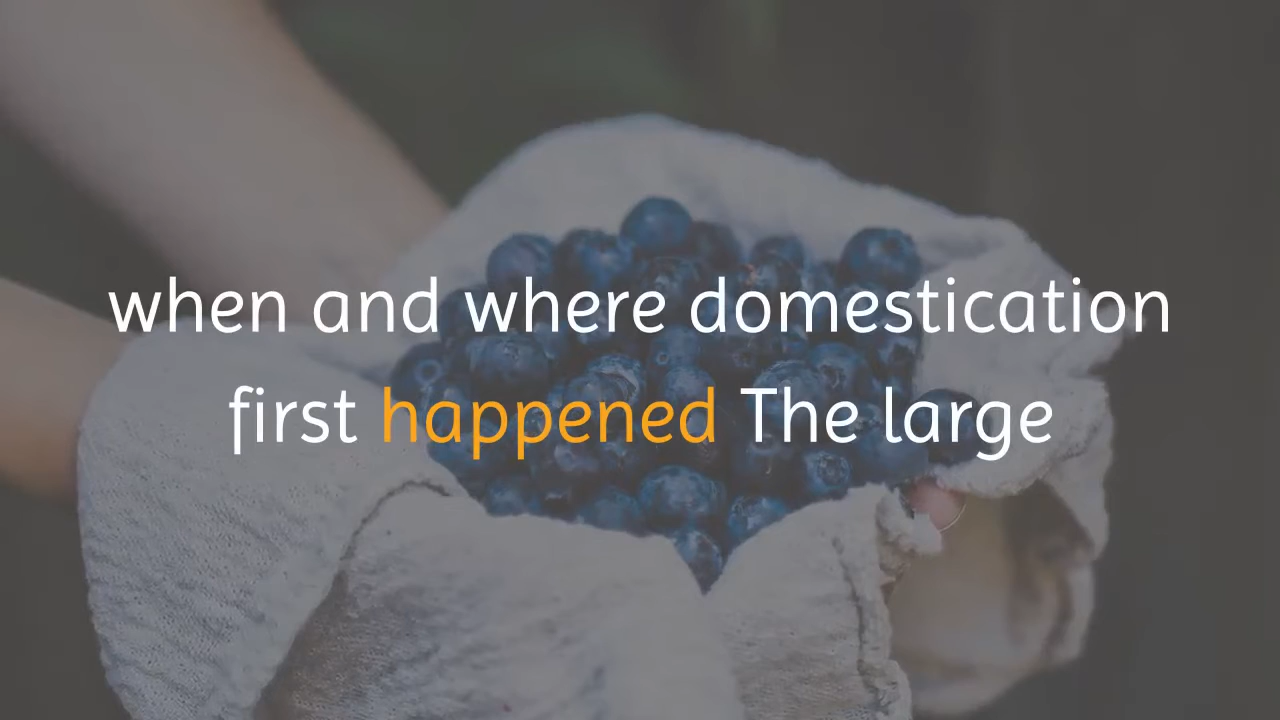 when and where domestication
first happened The large